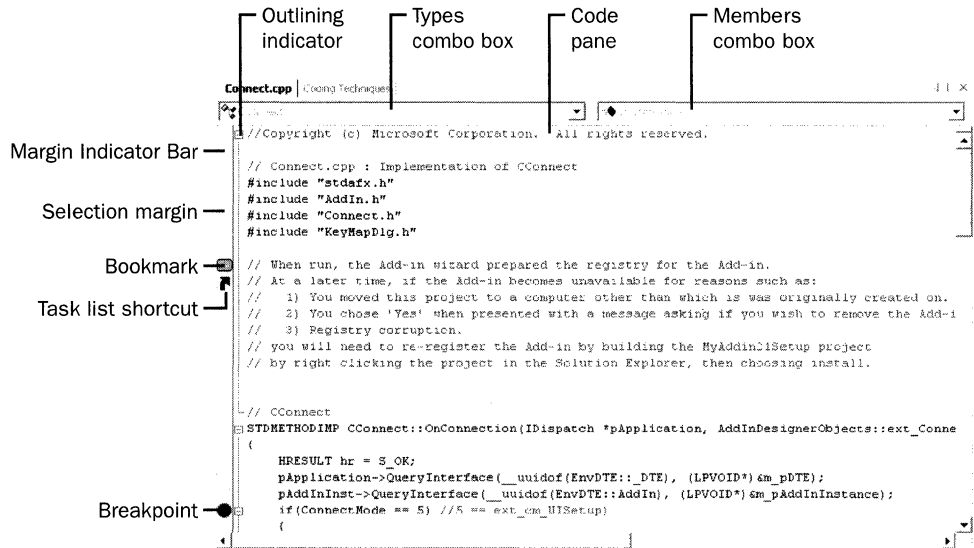 Outlining indicator
Types combo box
Code pane
Members combo box
Connect.cpp
Coding Techniques
Margin Indicator Bar
Selection margin
Bookmark
Task list shortcut
Breakpoint
//Copyright (c) Microsoft Corporation.  All rights reserved.
// Connect.cpp : Implementation of CConnect
#include "stdafx.h"
#include "AddIn.h"
#include "Connect.h"
#include "KeyMapDlg.h"
// When run, the Add-in wizard prepared the registry for the Add-in.
// At a later time, if the Add-in becomes unavailable for reasons such as:
//   1) You moved this project to a computer other than which is was originally created on.
//   2) You chose 'Yes' when presented with a message asking if you wish to remove the Add-i
//   3) Registry corruption.
// you will need to re-register the Add-in by building the MyAddin21Setup project
// by right clicking the project in the Solution Explorer, then choosing install.
// CConnect
STDMETHODIMP CConnect::OnConnection(IDispatch *pApplication, AddInDesignerObjects::ext_Conne
{
HRESULT hr = S_OK;
pApplication->QueryInterface(__uuidof(EnvDTE::_DTE), (LPVOID*)&m_pDTE);
pAddInInst->QueryInterface(__uuidof(EnvDTE::AddIn), (LPVOID*)&m_pAddInInstance);
if(ConnectMode == 5) //5 == ext_cm_UISetup)
{